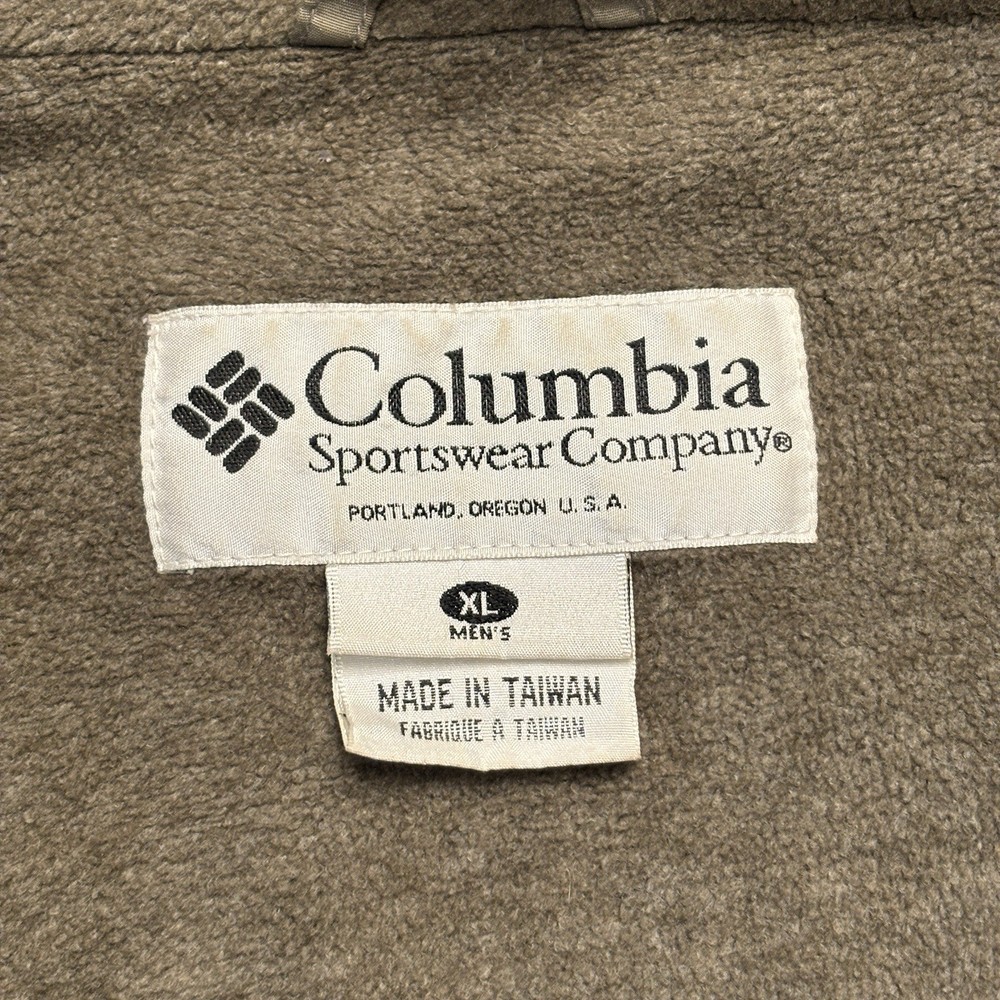 Columbia
Sportswear Company®
PORTLAND, OREGON U.S.A.
XL
MEN'S
MADE IN TAIWAN
FABRIQUE A TAIWAN